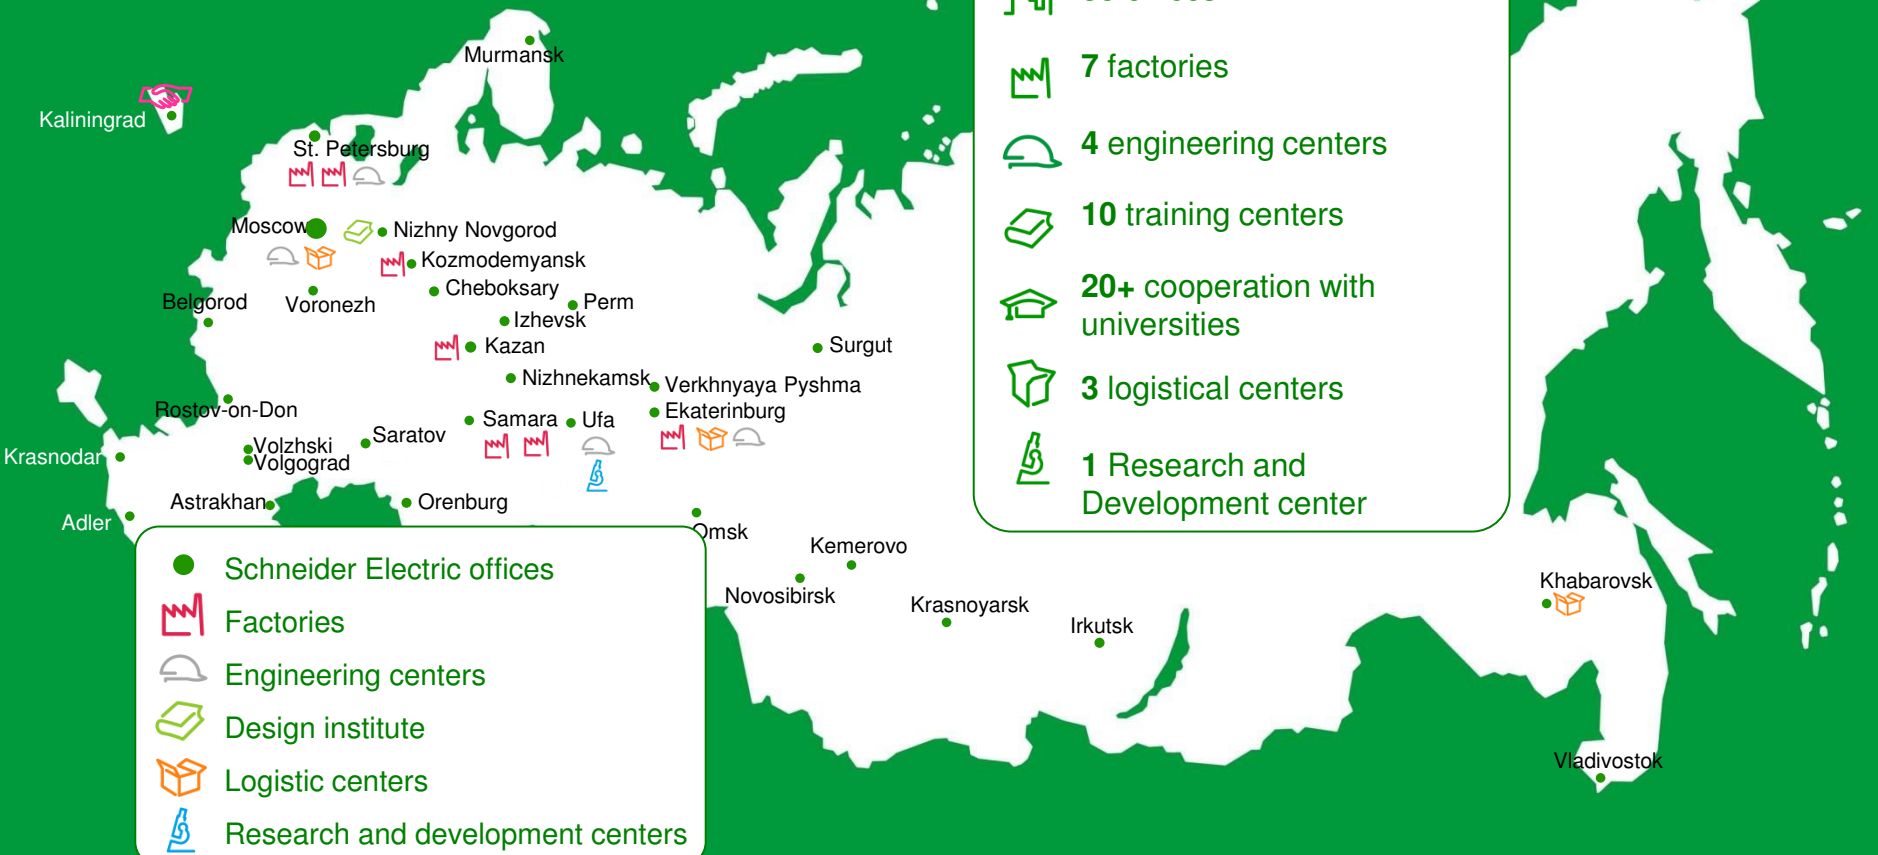 Murmansk
Kaliningrad
St. Petersburg
Moscow
Nizhny Novgorod
Kozmodemyansk
Cheboksary
Perm
Belgorod
Voronezh
Izhevsk
Kazan
Surgut
Nizhnekamsk
Verkhnyaya Pyshma
Rostov-on-Don
Ekaterinburg
Samara
Ufa
Saratov
Volzhski
Krasnodar
Volgograd
Astrakhan
Orenburg
Adler
Omsk
Kemerovo
Novosibirsk
Krasnoyarsk
Irkutsk
Khabarovsk
Vladivostok
7 factories
4 engineering centers
10 training centers
20+ cooperation with
universities
3 logistical centers
1 Research and
Development center
Schneider Electric offices
Factories
Engineering centers
Design institute
Logistic centers
Research and development centers